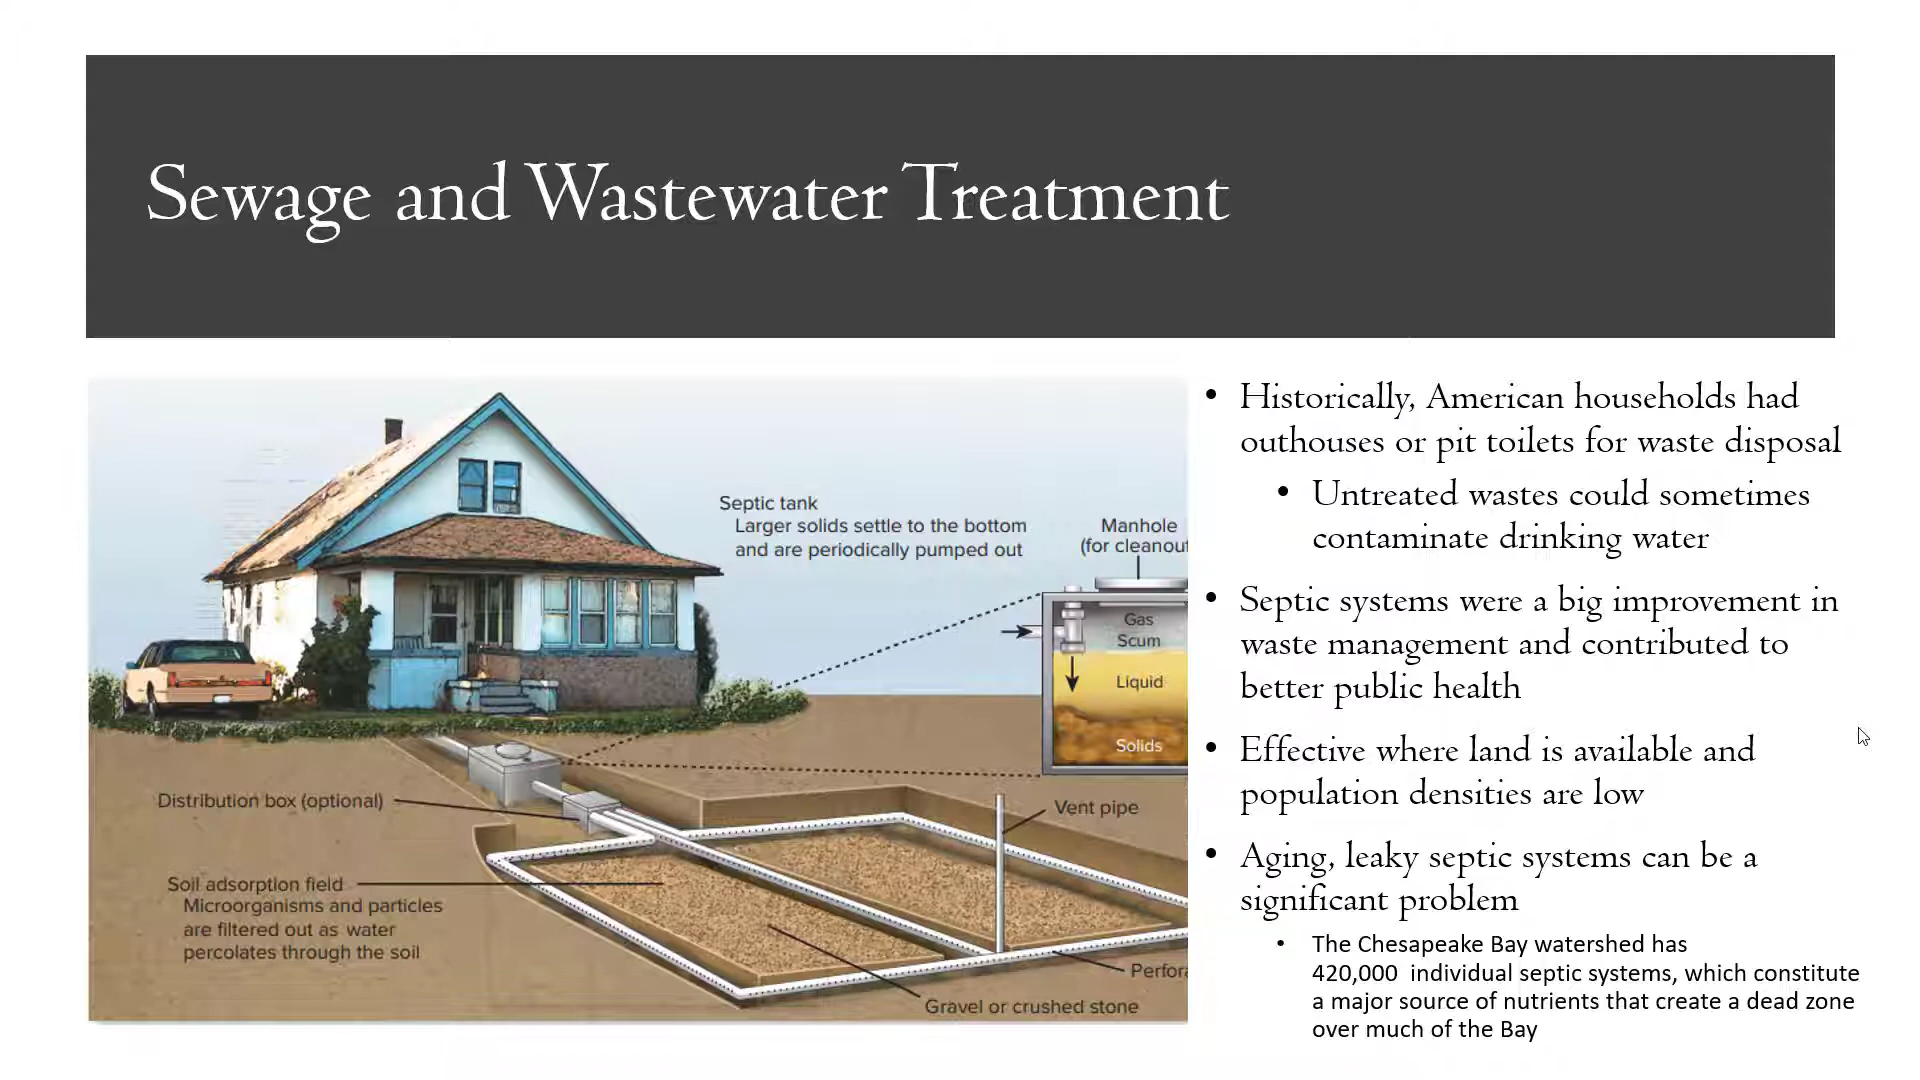 Sewage and Wastewater Treatment
Septic tank
Larger solids settle to the bottom
and are periodically pumped out
Manhole
(for cleanout
Gas
Scum
Liquid
Solids
Distribution box (optional)
Vent pipe
Soil adsorption field
Microorganisms and particles
are filtered out as water
percolates through the soil
Perfora
Gravel or crushed stone
• Historically, American households had
outhouses or pit toilets for waste disposal
• Untreated wastes could sometimes
contaminate drinking water
• Septic systems were a big improvement in
waste management and contributed to
better public health
• Effective where land is available and
population densities are low
• Aging, leaky septic systems can be a
significant problem
• The Chesapeake Bay watershed has
420,000 individual septic systems, which constitute
a major source of nutrients that create a dead zone
over much of the Bay